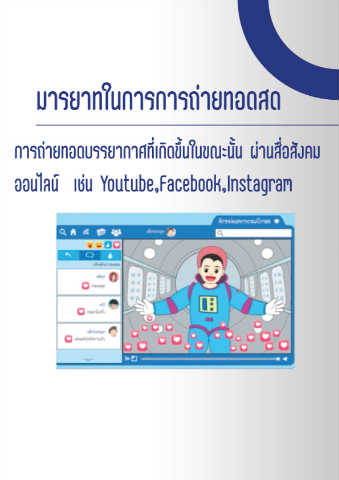 มารยาทในการการถ่ายทอดสด
การถ่ายทอดบรรยากาศที่เกิดขึ้นในขณะนั้น ผ่านสื่อสังคม
ออนไลน์ เช่น Youtube,Facebook,Instagram